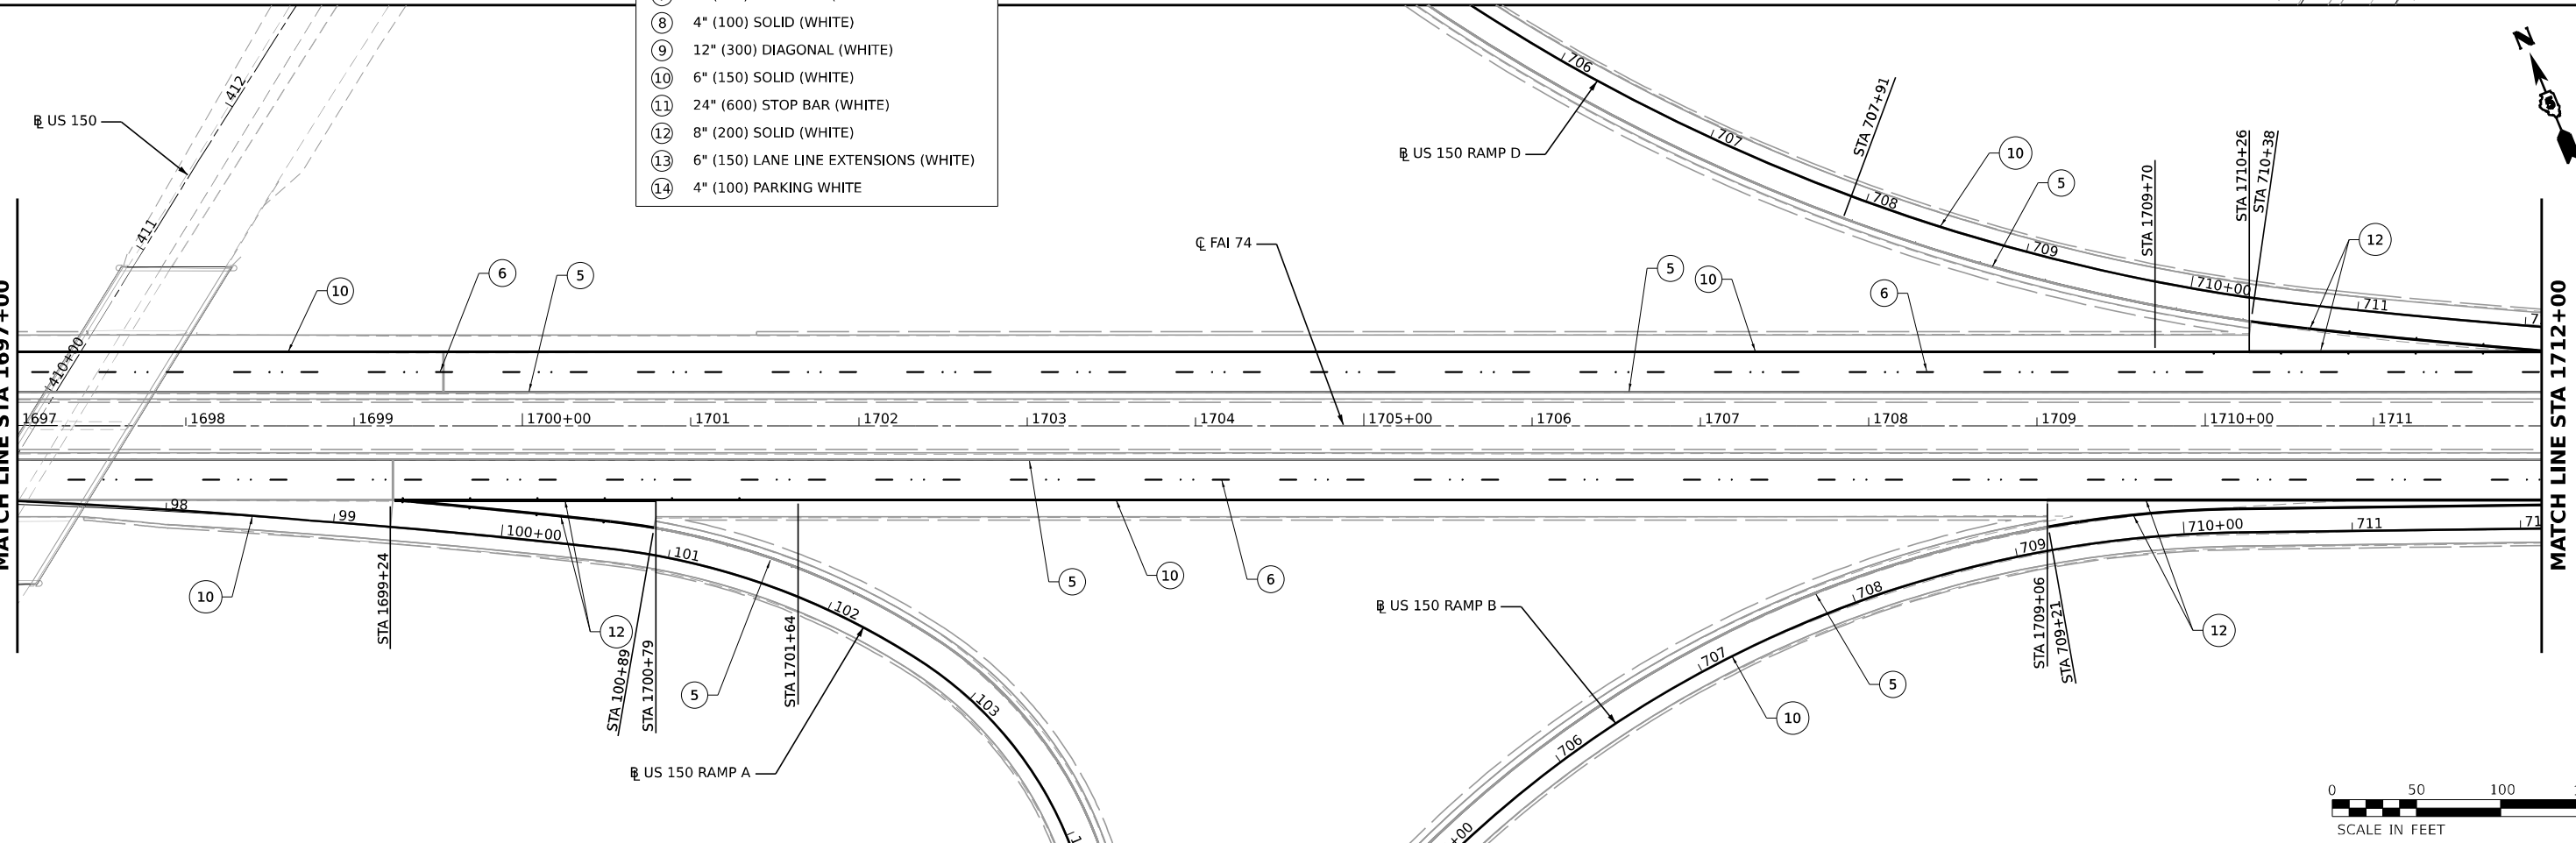 8 4" (100) SOLID (WHITE)
9 12" (300) DIAGONAL (WHITE)
10 6" (150) SOLID (WHITE)
11 24" (600) STOP BAR (WHITE)
12 8" (200) SOLID (WHITE)
13 6" (150) LANE LINE EXTENSIONS (WHITE)
14 4" (100) PARKING WHITE
N
412
BL US 150
411
410+00
706
707
708
709
710+00
711
BL US 150 RAMP D
STA 707+91
10
5
STA 1709+70
STA 1710+26
STA 710+38
12
CL FAI 74
10
6
5
5
10
6
MATCH LINE STA 1697+00
MATCH LINE STA 1712+00
1697
1698
1699
1700+00
1701
1702
1703
1704
1705+00
1706
1707
1708
1709
1710+00
1711
98
99
100+00
101
102
103
10
STA 1699+24
12
STA 100+89
STA 1700+79
5
STA 1701+64
BL US 150 RAMP A
5
10
6
BL US 150 RAMP B
706
707
708
709
710+00
711
71
5
10
STA 1709+06
STA 709+21
12
0 50 100
SCALE IN FEET